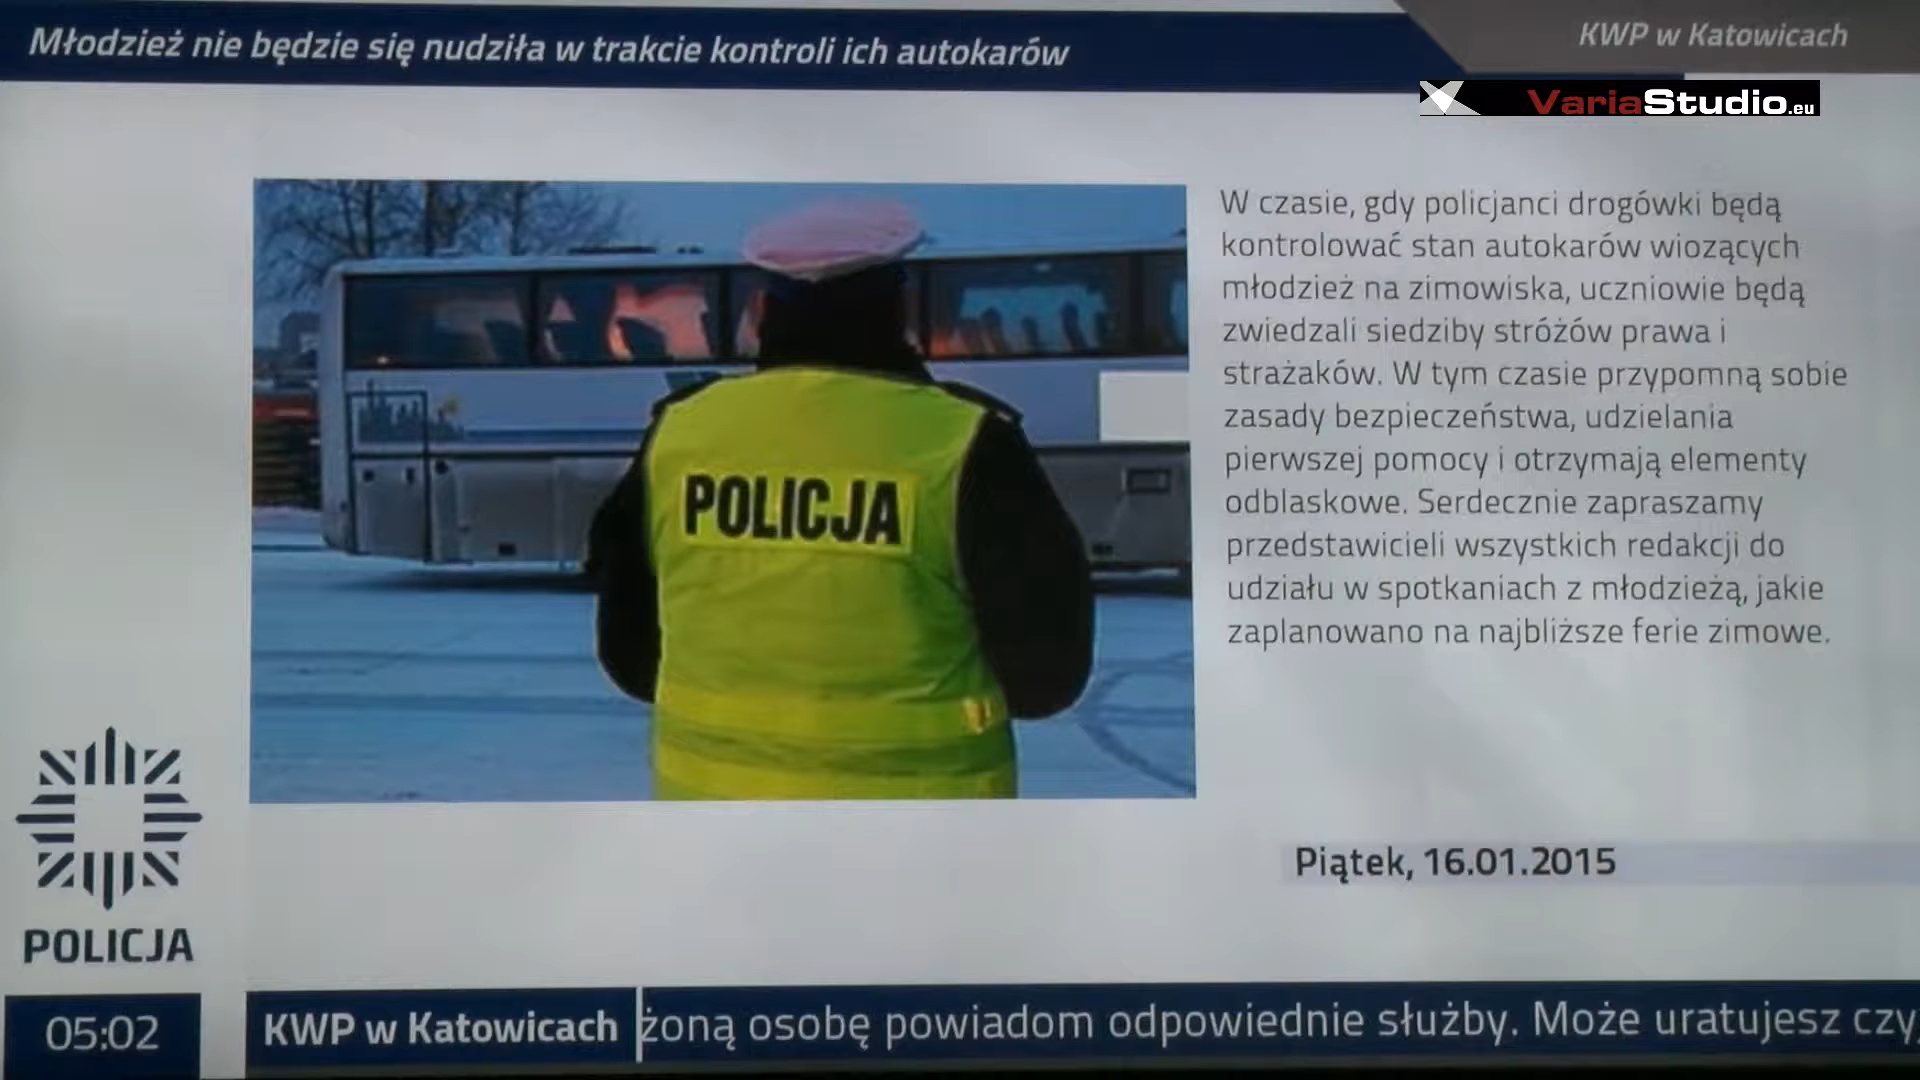 Młodzież nie będzie się nudziła w trakcie kontroli ich autokarów
KWP w Katowicach
VariaStudio.eu
W czasie, gdy policjanci drogówki będą
kontrolować stan autokarów wiozących
młodzież na zimowiska, uczniowie będą
zwiedzali siedziby stróżów prawa i
strażaków. W tym czasie przypomną sobie
zasady bezpieczeństwa, udzielania
pierwszej pomocy i otrzymają elementy
odblaskowe. Serdecznie zapraszamy
przedstawicieli wszystkich redakcji do
udziału w spotkaniach z młodzieżą, jakie
zaplanowano na najbliższe ferie zimowe.
POLICJA
Piątek, 16.01.2015
POLICJA
05:02
KWP w Katowicach
żoną osobę powiadom odpowiednie służby. Może uratujesz czy